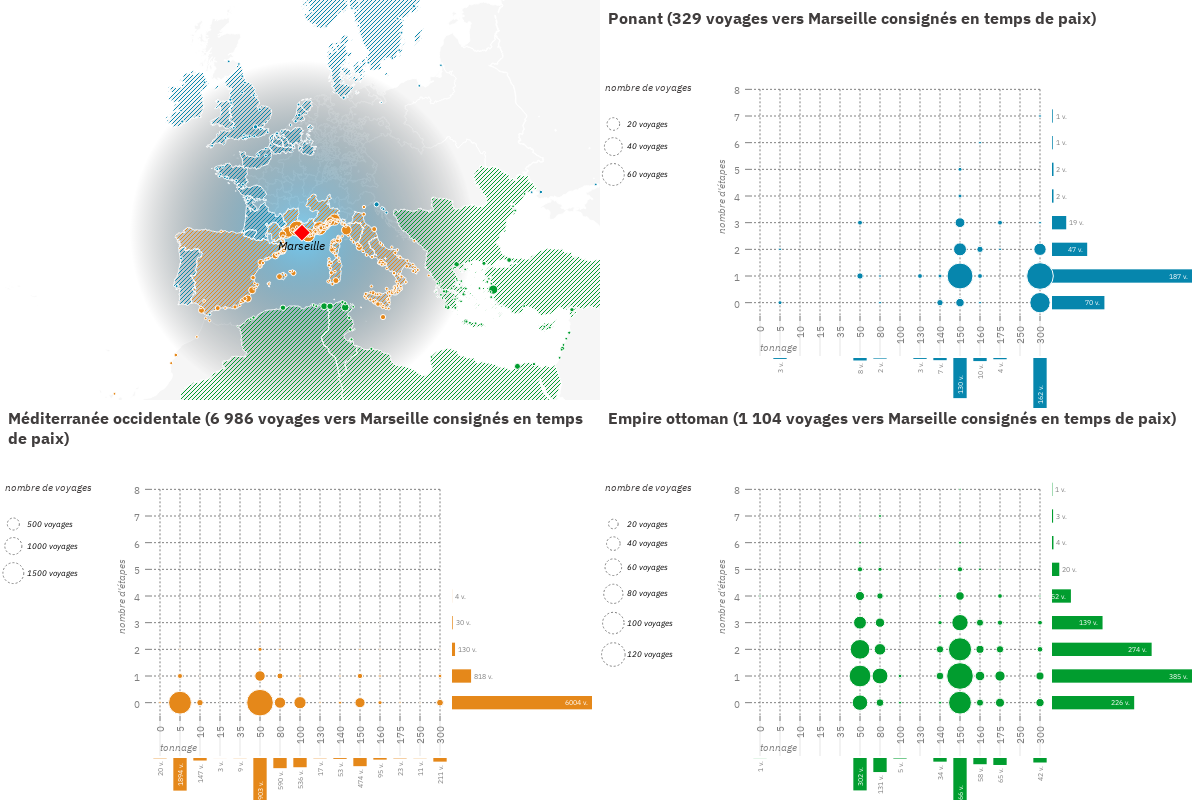 Marseille
Ponant (329 voyages vers Marseille consignés en temps de paix)
nombre de voyages
20 voyages
40 voyages
60 voyages
nombre d'étapes
8
7
6
5
4
3
2
1
0
1 v.
1 v.
2 v.
2 v.
19 v.
47 v.
187 v.
70 v.
0 5 10 15 35 50 80 100 130 140 150 160 175 250 300
tonnage
3 v. 8 v. 2 v. 3 v. 7 v. 130 v. 10 v. 4 v. 162 v.
Méditerranée occidentale (6 986 voyages vers Marseille consignés en temps
de paix)
nombre de voyages
500 voyages
1000 voyages
1500 voyages
nombre d'étapes
8
7
6
5
4
3
2
1
0
4 v.
30 v.
130 v.
818 v.
6004 v.
0 5 10 15 35 50 80 100 130 140 150 160 175 250 300
tonnage
20 v. 1894 v. 147 v. 3 v. 9 v. 590 v. 536 v. 17 v. 53 v. 474 v. 95 v. 23 v. 11 v. 211 v.
Empire ottoman (1 104 voyages vers Marseille consignés en temps de paix)
nombre de voyages
20 voyages
40 voyages
60 voyages
80 voyages
100 voyages
120 voyages
nombre d'étapes
8
7
6
5
4
3
2
1
0
1 v.
3 v.
4 v.
20 v.
52 v.
139 v.
274 v.
385 v.
226 v.
0 5 10 15 35 50 80 100 130 140 150 160 175 250 300
tonnage
1 v. 302 v. 131 v. 5 v. 34 v. 58 v. 65 v. 42 v.